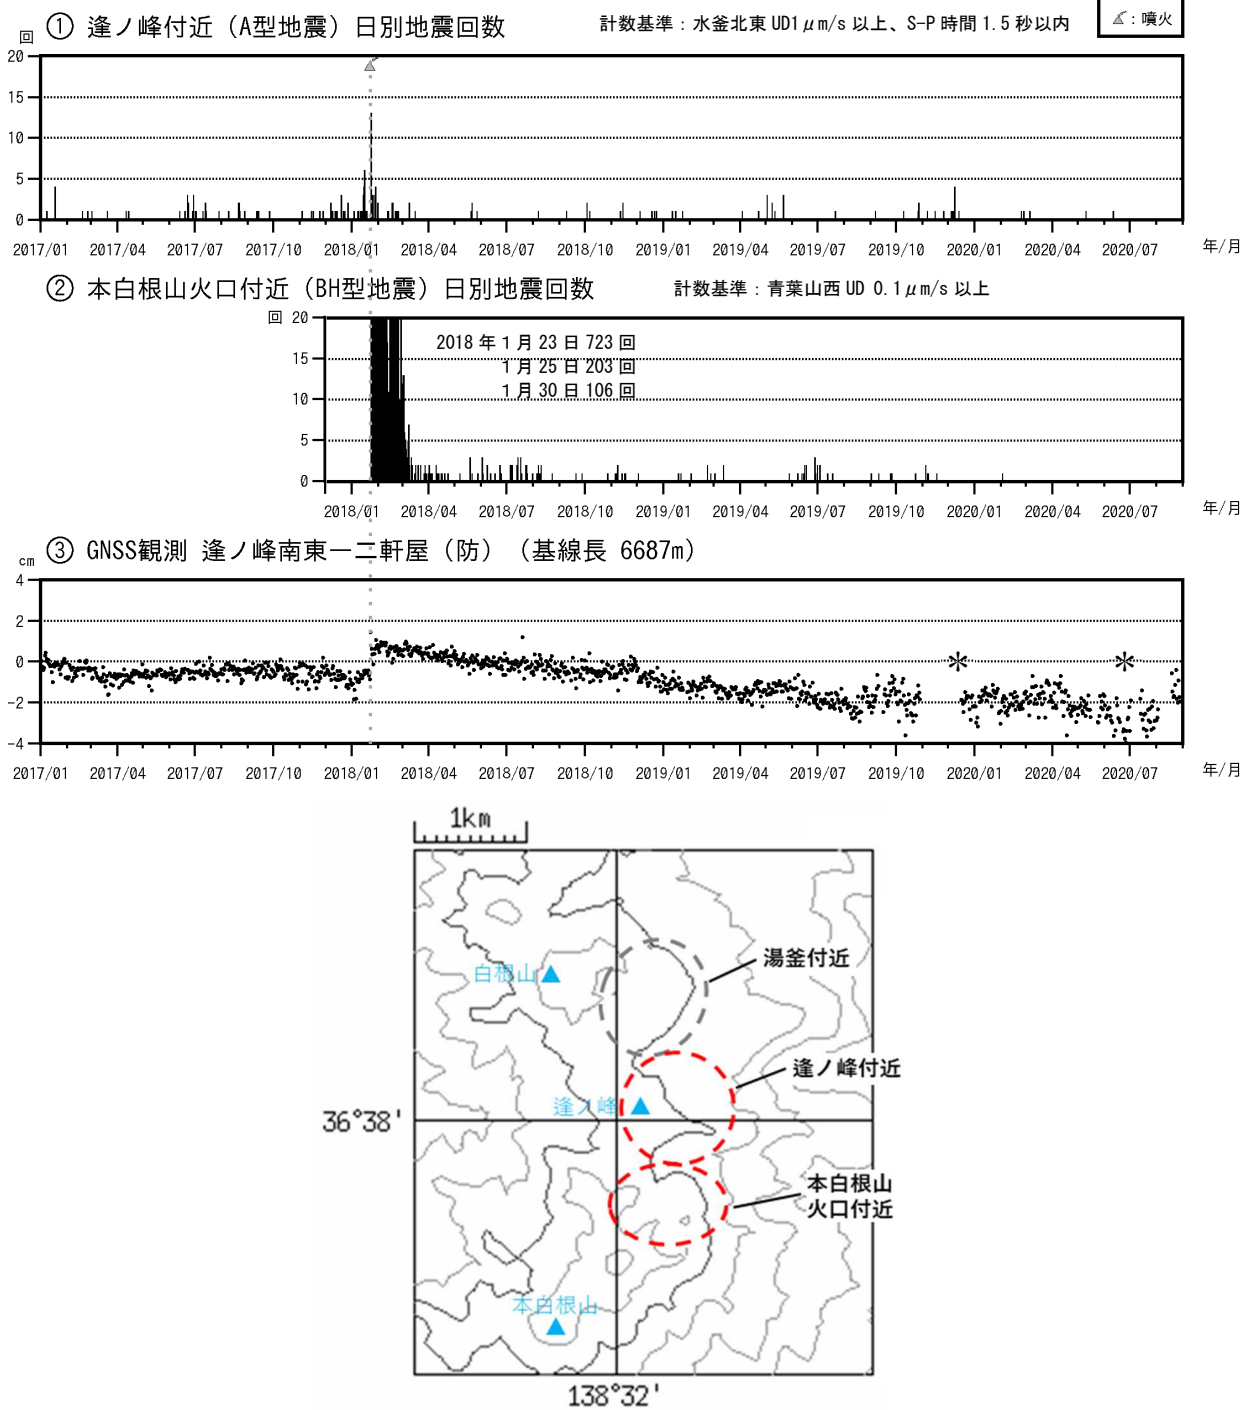 回 ① 逢ノ峰付近（A型地震）日別地震回数 計数基準：水釜北東 UD1μm/s 以上、S-P 時間 1.5 秒以内 : 噴火
20
15
10
5
0
2017/01 2017/04 2017/07 2017/10 2018/01 2018/04 2018/07 2018/10 2019/01 2019/04 2019/07 2019/10 2020/01 2020/04 2020/07 年/月
② 本白根山火口付近（BH型地震）日別地震回数 計数基準：青葉山西 UD 0.1μm/s 以上
回 20
2018 年 1 月 23 日 723 回
15
1 月 25 日 203 回
1 月 30 日 106 回
10
5
0
2018/01 2018/04 2018/07 2018/10 2019/01 2019/04 2019/07 2019/10 2020/01 2020/04 2020/07 年/月
③ GNSS観測 逢ノ峰南東－二軒屋（防）（基線長 6687m）
cm
4
2
0
* *
-2
-4
2017/01 2017/04 2017/07 2017/10 2018/01 2018/04 2018/07 2018/10 2019/01 2019/04 2019/07 2019/10 2020/01 2020/04 2020/07 年/月
1km
湯釜付近
白根山
逢ノ峰付近
逢ノ峰
36°38'
本白根山
火口付近
本白根山
138°32'